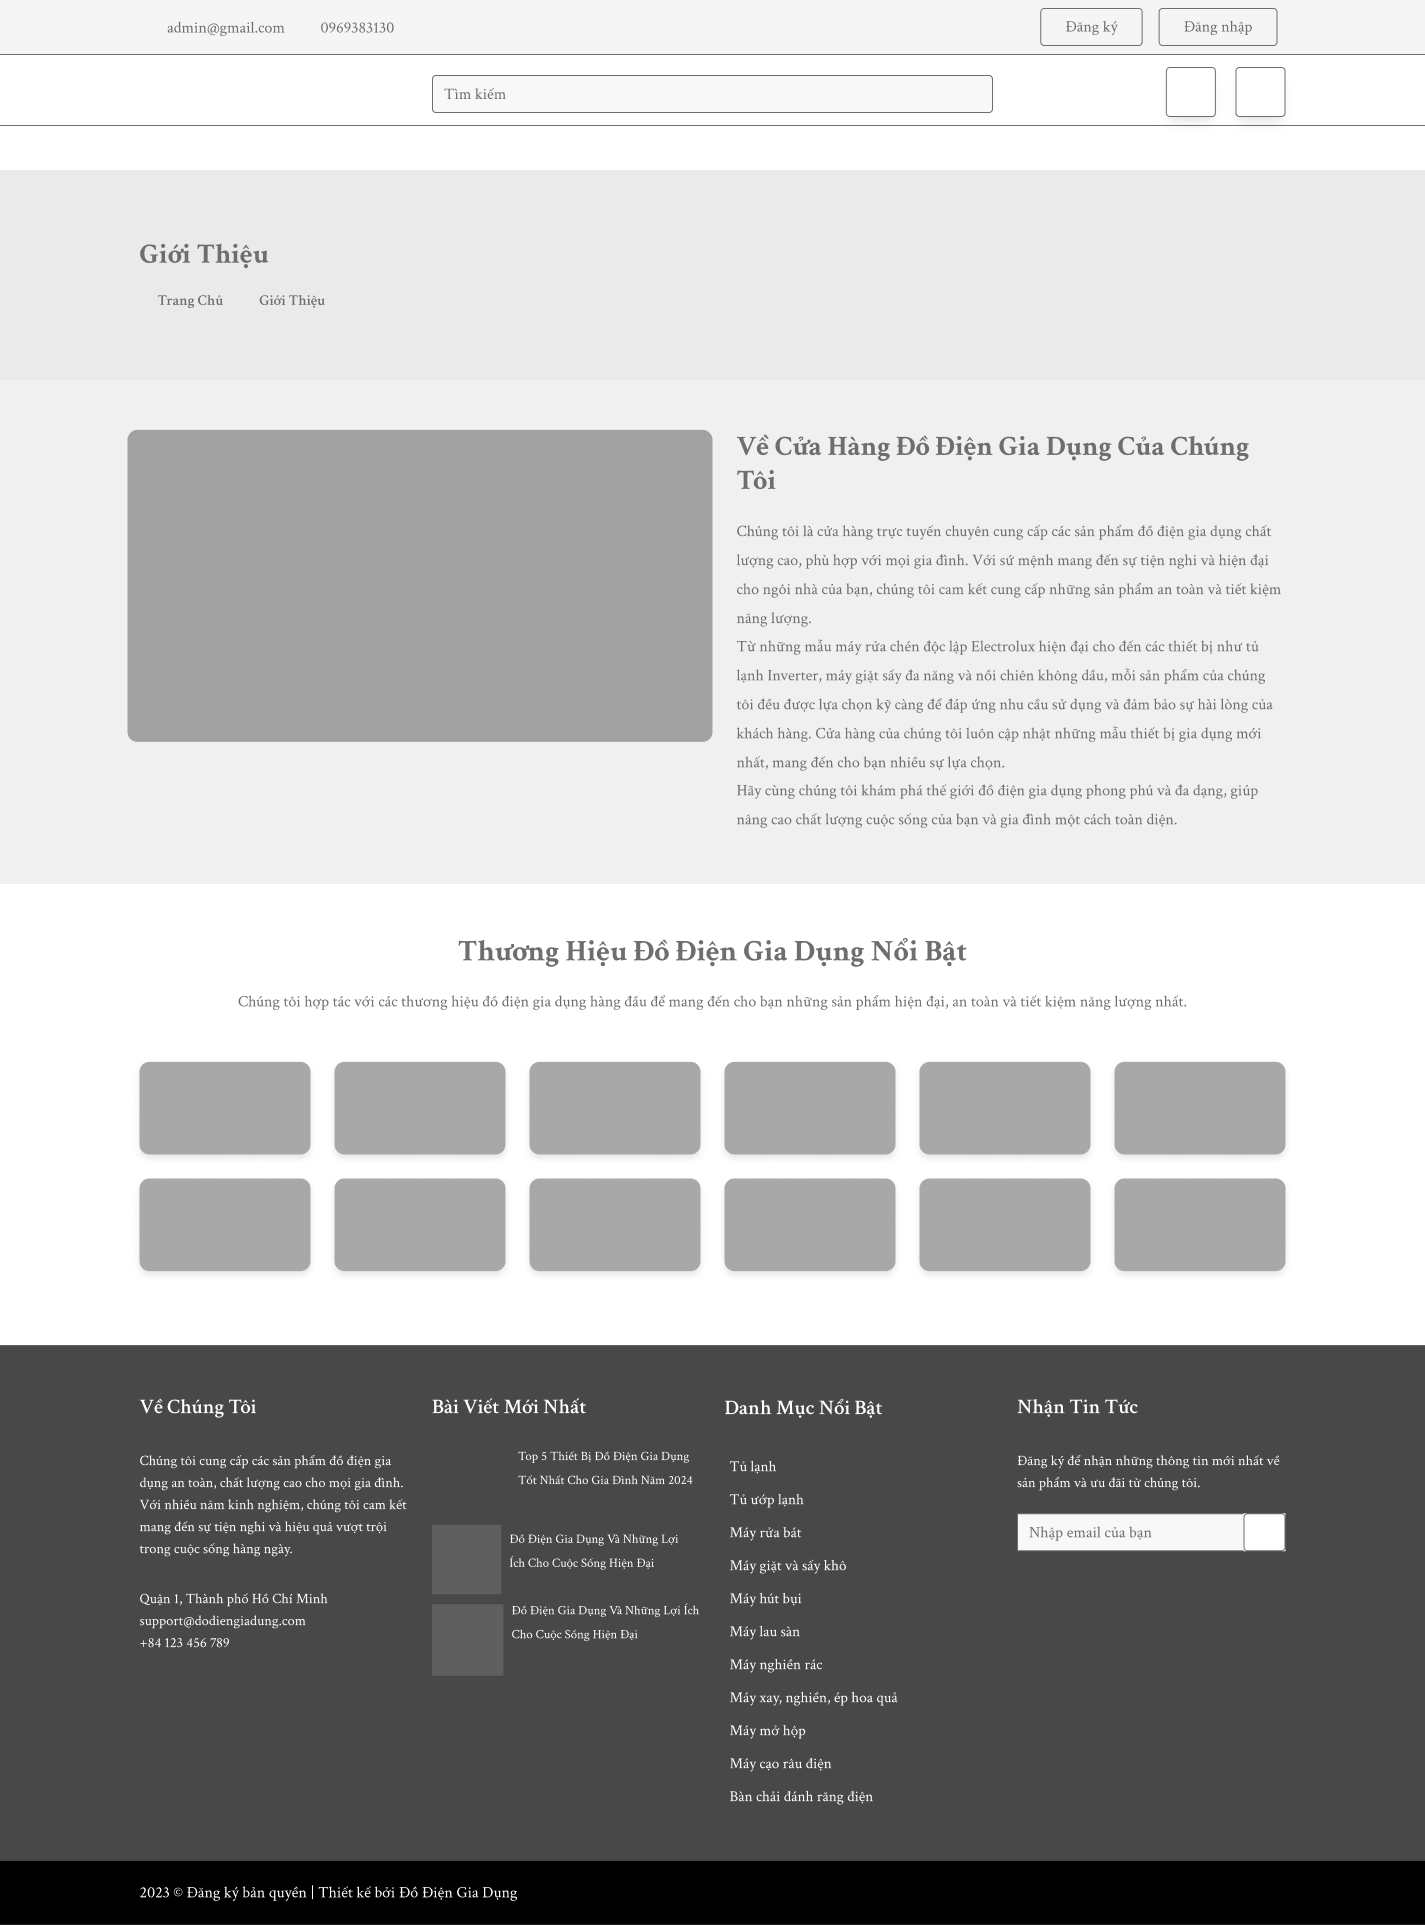 admin@gmail.com 0969383130 Đăng ký Đăng nhập
Tìm kiếm
Giới Thiệu
Trang Chủ Giới Thiệu
Về Cửa Hàng Đồ Điện Gia Dụng Của Chúng
Tôi
Chúng tôi là cửa hàng trực tuyến chuyên cung cấp các sản phẩm đồ điện gia dụng chất
lượng cao, phù hợp với mọi gia đình. Với sứ mệnh mang đến sự tiện nghi và hiện đại
cho ngôi nhà của bạn, chúng tôi cam kết cung cấp những sản phẩm an toàn và tiết kiệm
năng lượng.
Từ những mẫu máy rửa chén độc lập Electrolux hiện đại cho đến các thiết bị như tủ
lạnh Inverter, máy giặt sấy đa năng và nồi chiên không dầu, mỗi sản phẩm của chúng
tôi đều được lựa chọn kỹ càng để đáp ứng nhu cầu sử dụng và đảm bảo sự hài lòng của
khách hàng. Cửa hàng của chúng tôi luôn cập nhật những mẫu thiết bị gia dụng mới
nhất, mang đến cho bạn nhiều sự lựa chọn.
Hãy cùng chúng tôi khám phá thế giới đồ điện gia dụng phong phú và đa dạng, giúp
nâng cao chất lượng cuộc sống của bạn và gia đình một cách toàn diện.
Thương Hiệu Đồ Điện Gia Dụng Nổi Bật
Chúng tôi hợp tác với các thương hiệu đồ điện gia dụng hàng đầu để mang đến cho bạn những sản phẩm hiện đại, an toàn và tiết kiệm năng lượng nhất.
Về Chúng Tôi
Chúng tôi cung cấp các sản phẩm đồ điện gia
dụng an toàn, chất lượng cao cho mọi gia đình.
Với nhiều năm kinh nghiệm, chúng tôi cam kết
mang đến sự tiện nghi và hiệu quả vượt trội
trong cuộc sống hàng ngày.
Quận 1, Thành phố Hồ Chí Minh
support@dodiengiadung.com
+84 123 456 789
Bài Viết Mới Nhất
Top 5 Thiết Bị Đồ Điện Gia Dụng
Tốt Nhất Cho Gia Đình Năm 2024
Đồ Điện Gia Dụng Và Những Lợi
Ích Cho Cuộc Sống Hiện Đại
Đồ Điện Gia Dụng Và Những Lợi Ích
Cho Cuộc Sống Hiện Đại
Danh Mục Nổi Bật
Tủ lạnh
Tủ ướp lạnh
Máy rửa bát
Máy giặt và sấy khô
Máy hút bụi
Máy lau sàn
Máy nghiền rác
Máy xay, nghiền, ép hoa quả
Máy mở hộp
Máy cạo râu điện
Bàn chải đánh răng điện
Nhận Tin Tức
Đăng ký để nhận những thông tin mới nhất về
sản phẩm và ưu đãi từ chúng tôi.
Nhập email của bạn
2023 © Đăng ký bản quyền | Thiết kế bởi Đồ Điện Gia Dụng